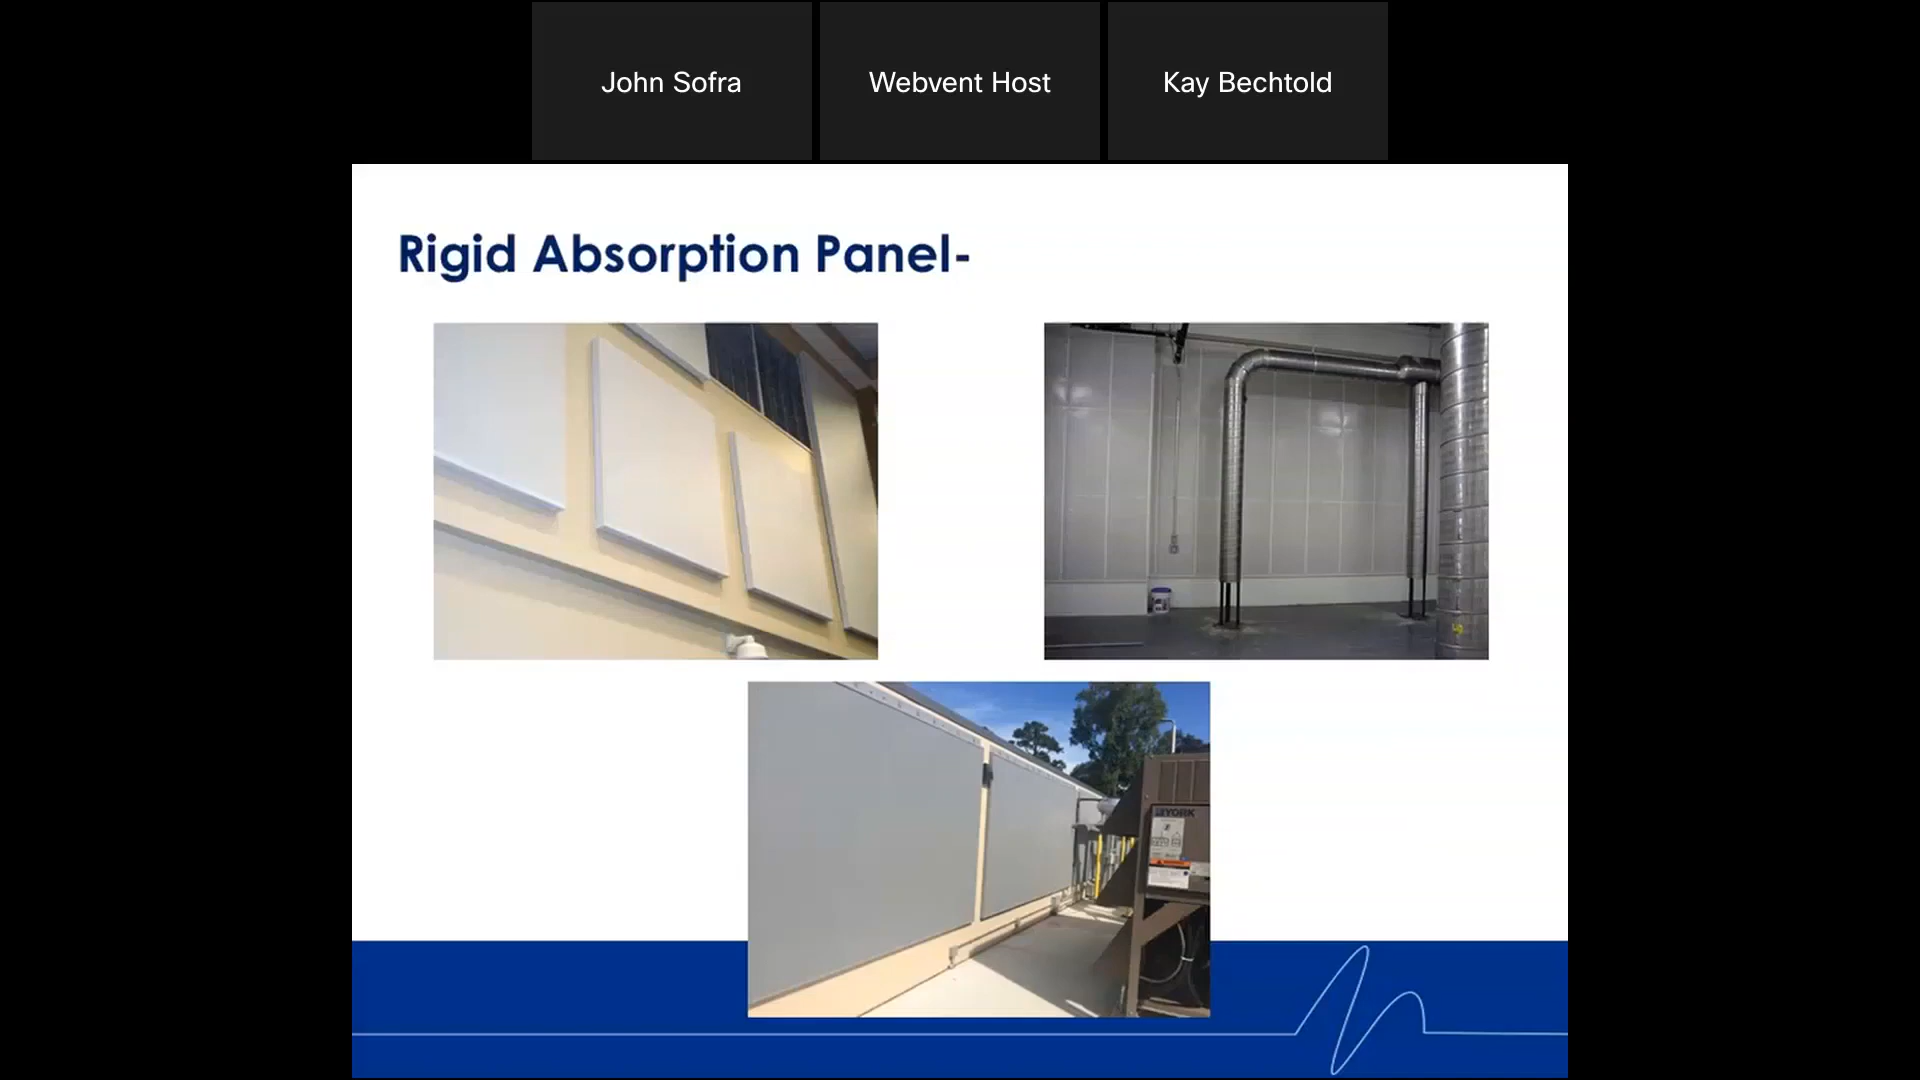 John Sofra
Webvent Host
Kay Bechtold
Rigid Absorption Panel-
YORK